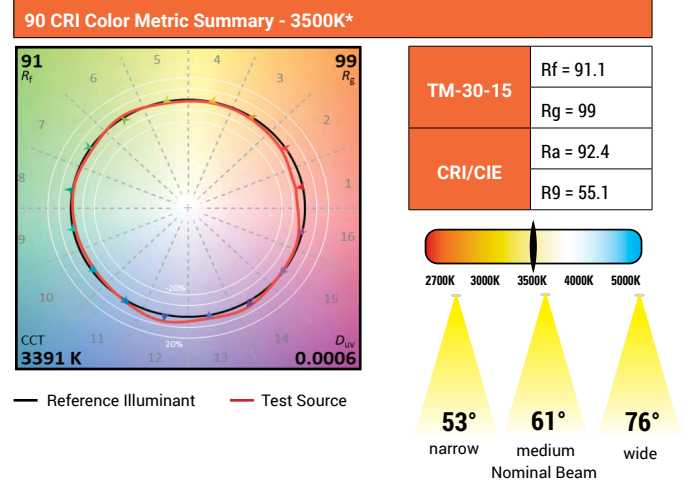 90 CRI Color Metric Summary - 3500K*
91
Rf
99
Rg
1
2
3
4
5
6
7
8
9
10
11
12
13
14
15
16
-20%
20%
CCT
3391 K
Duv
0.0006
Reference Illuminant
Test Source
TM-30-15
Rf = 91.1
Rg = 99
CRI/CIE
Ra = 92.4
R9 = 55.1
2700K 3000K 3500K 4000K 5000K
53° 61° 76°
narrow medium wide
Nominal Beam